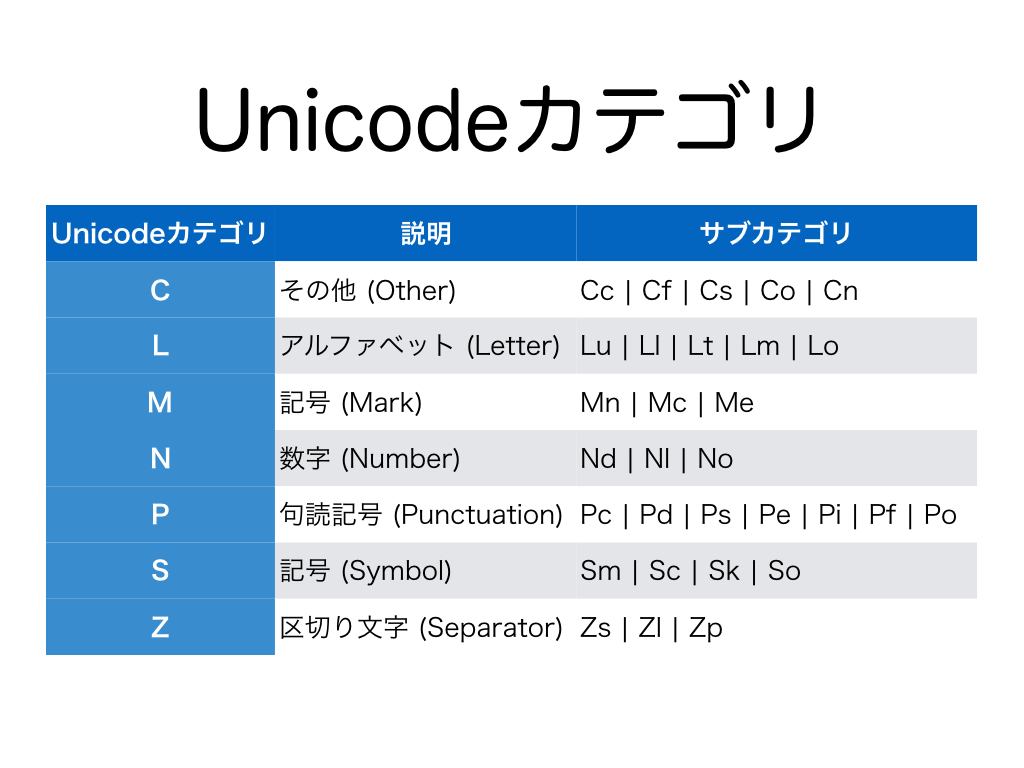 Unicodeカテゴリ
Unicodeカテゴリ 説明 サブカテゴリ
C その他 (Other) Cc | Cf | Cs | Co | Cn
L アルファベット (Letter) Lu | Ll | Lt | Lm | Lo
M 記号 (Mark) Mn | Mc | Me
N 数字 (Number) Nd | Nl | No
P 句読記号 (Punctuation) Pc | Pd | Ps | Pe | Pi | Pf | Po
S 記号 (Symbol) Sm | Sc | Sk | So
Z 区切り文字 (Separator) Zs | Zl | Zp